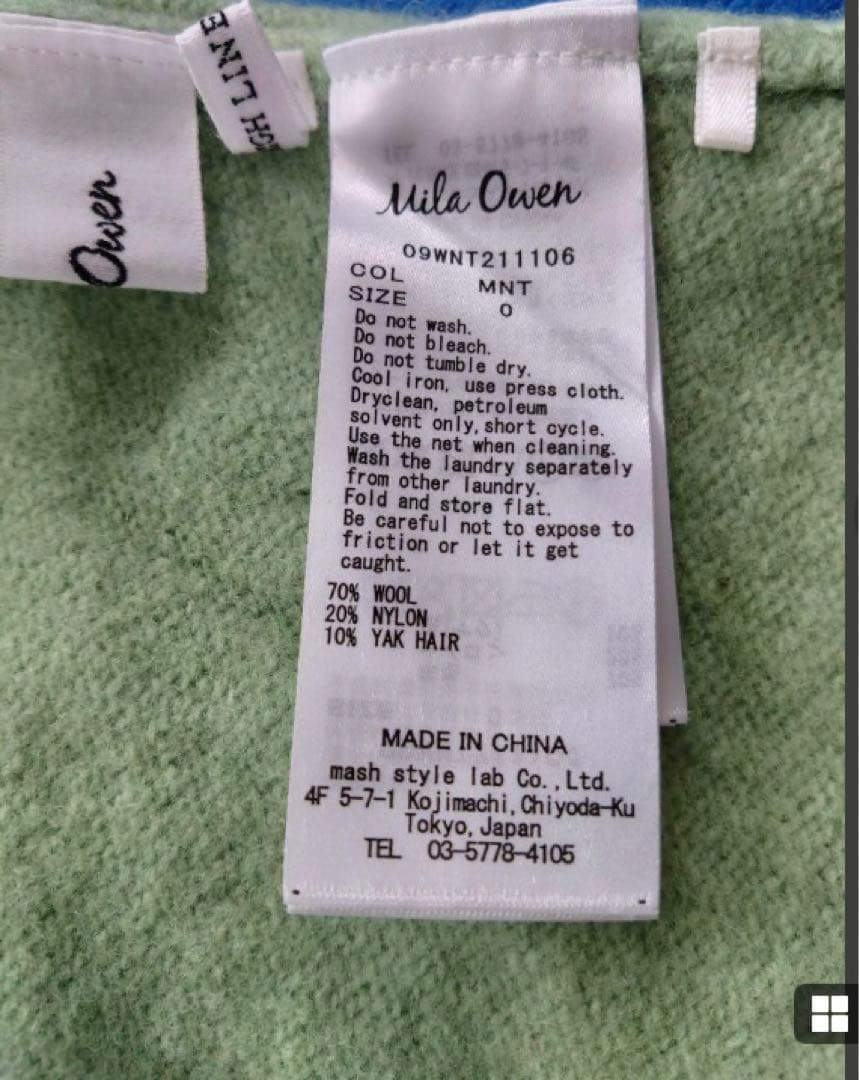 GH LINE
Owen
Mila Owen
09WNT211106
COL MNT
SIZE 0
Do not wash.
Do not bleach.
Do not tumble dry.
Cool iron, use press cloth.
Dryclean, petroleum
solvent only, short cycle.
Use the net when cleaning.
Wash the laundry separately
from other laundry.
Fold and store flat.
Be careful not to expose to
friction or let it get
caught.
70% WOOL
20% NYLON
10% YAK HAIR
MADE IN CHINA
mash style lab Co., Ltd.
4F 5-7-1 Kojimachi, Chiyoda-Ku
Tokyo, Japan
TEL 03-5778-4105